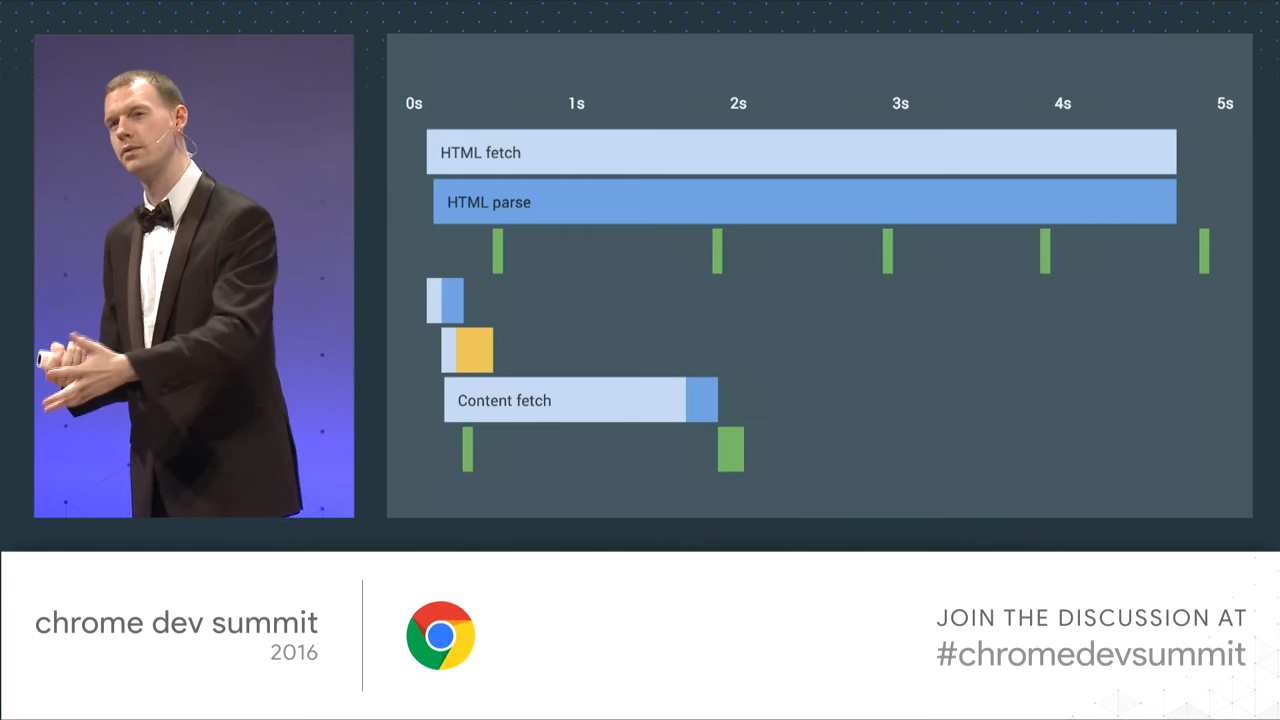 0s 1s 2s 3s 4s 5s
HTML fetch
HTML parse
Content fetch
chrome dev summit
2016
JOIN THE DISCUSSION AT
#chromedevsummit